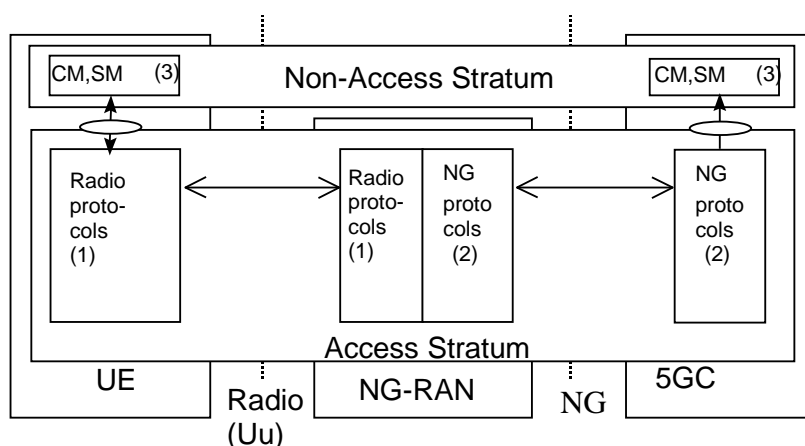 CM,SM (3)
Non-Access Stratum
CM,SM (3)
Radio
proto-
cols
(1)
Radio
proto-
cols
(1)
NG
proto
cols
(2)
NG
proto
cols
(2)
Access Stratum
UE
Radio
(Uu)
NG-RAN
NG
5GC